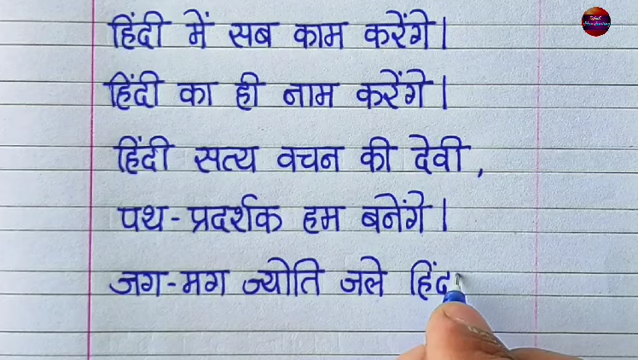 हिंदी में सब काम करेंगे।
हिंदी का ही नाम करेंगे।
हिंदी सत्य वचन की देवी,
पथ-प्रदर्शक हम बनेंगे।
जग-मग ज्योति जले हिंद